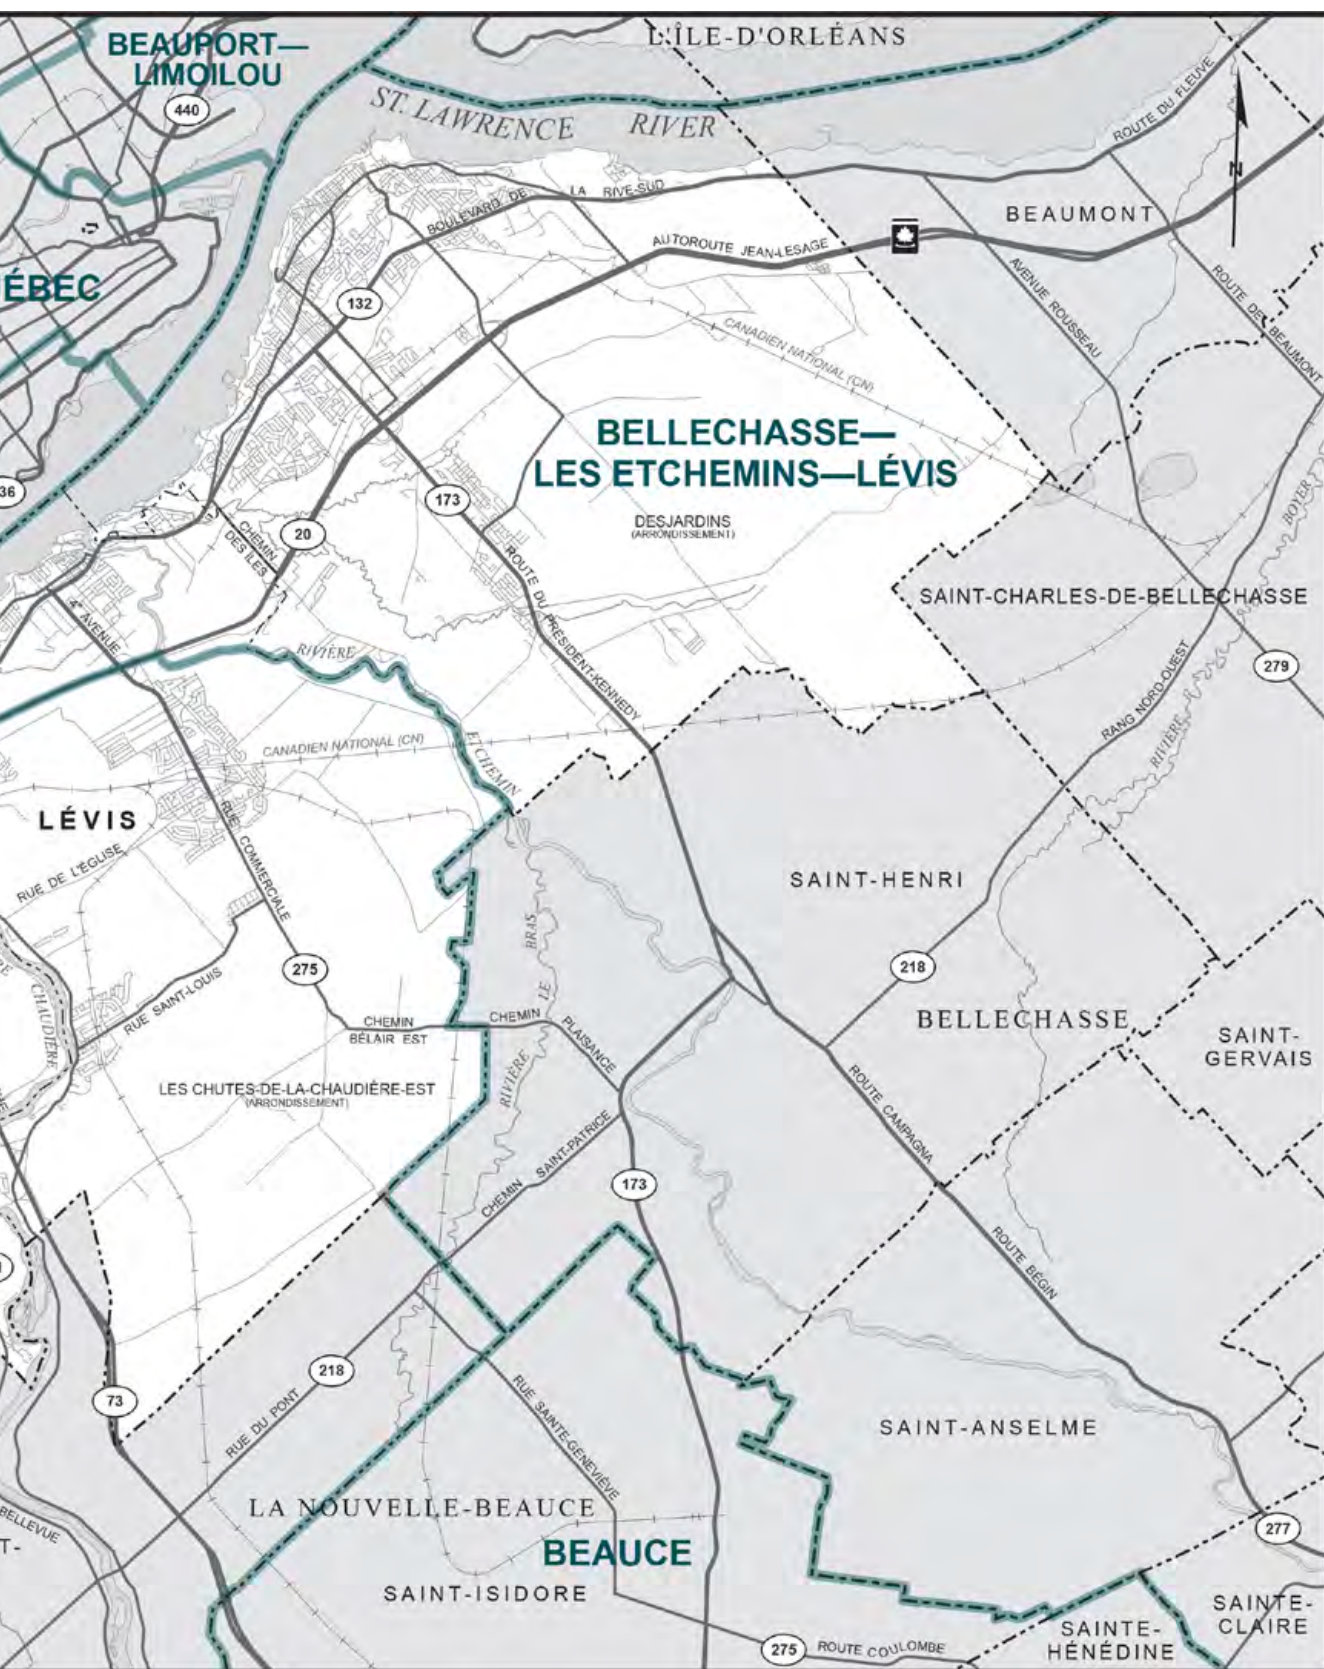 BEAUPORT—
LIMOILOU
L'ÎLE-D'ORLÉANS
440
ST. LAWRENCE RIVER
ROUTE DU FLEUVE
N
BOULEVARD DE LA RIVE-SUD
BEAUMONT
AUTOROUTE JEAN-LESAGE
ÉBEC
132
AVENUE ROUSSEAU
ROUTE DE BEAUMONT
CANADIEN NATIONAL (CN)
BELLECHASSE—
LES ETCHEMINS—LÉVIS
36
173
20
DESJARDINS
(ARRONDISSEMENT)
CHEMIN
DES ÎLES
BOYER
ROUTE DU PRÉSIDENT-KENNEDY
SAINT-CHARLES-DE-BELLECHASSE
4e AVENUE
RIVIÈRE
ETCHEMIN
279
RANG NORD-OUEST
RIVIÈRE
CANADIEN NATIONAL (CN)
LÉVIS
RUE COMMERCIALE
RUE DE L'ÉGLISE
SAINT-HENRI
BRAS
LE
RIVIÈRE
218
275
CHAUDIÈRE
RUE SAINT-LOUIS
CHEMIN
BÉLAIR EST
CHEMIN PLAISANCE
BELLECHASSE
SAINT-
GERVAIS
LES CHUTES-DE-LA-CHAUDIÈRE-EST
(ARRONDISSEMENT)
ROUTE CAMPAGNA
CHEMIN SAINT-PATRICE
173
ROUTE BÉGIN
218
73
RUE DU PONT
RUE SAINTE-GENEVIÈVE
SAINT-ANSELME
LA NOUVELLE-BEAUCE
BELLEVUE
T-
277
BEAUCE
SAINT-ISIDORE
SAINTE-
CLAIRE
SAINTE-
HÉNÉDINE
275
ROUTE COULOMBE